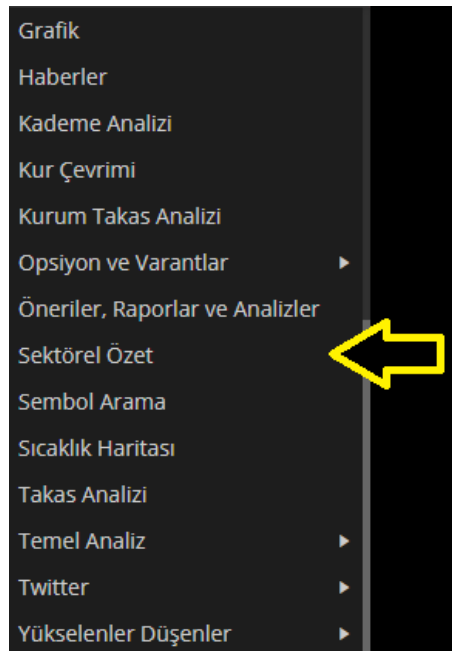 Grafik
Haberler
Kademe Analizi
Kur Çevrimi
Kurum Takas Analizi
Opsiyon ve Varantlar
Öneriler, Raporlar ve Analizler
Sektörel Özet
Sembol Arama
Sıcaklık Haritası
Takas Analizi
Temel Analiz
Twitter
Yükselenler Düşenler